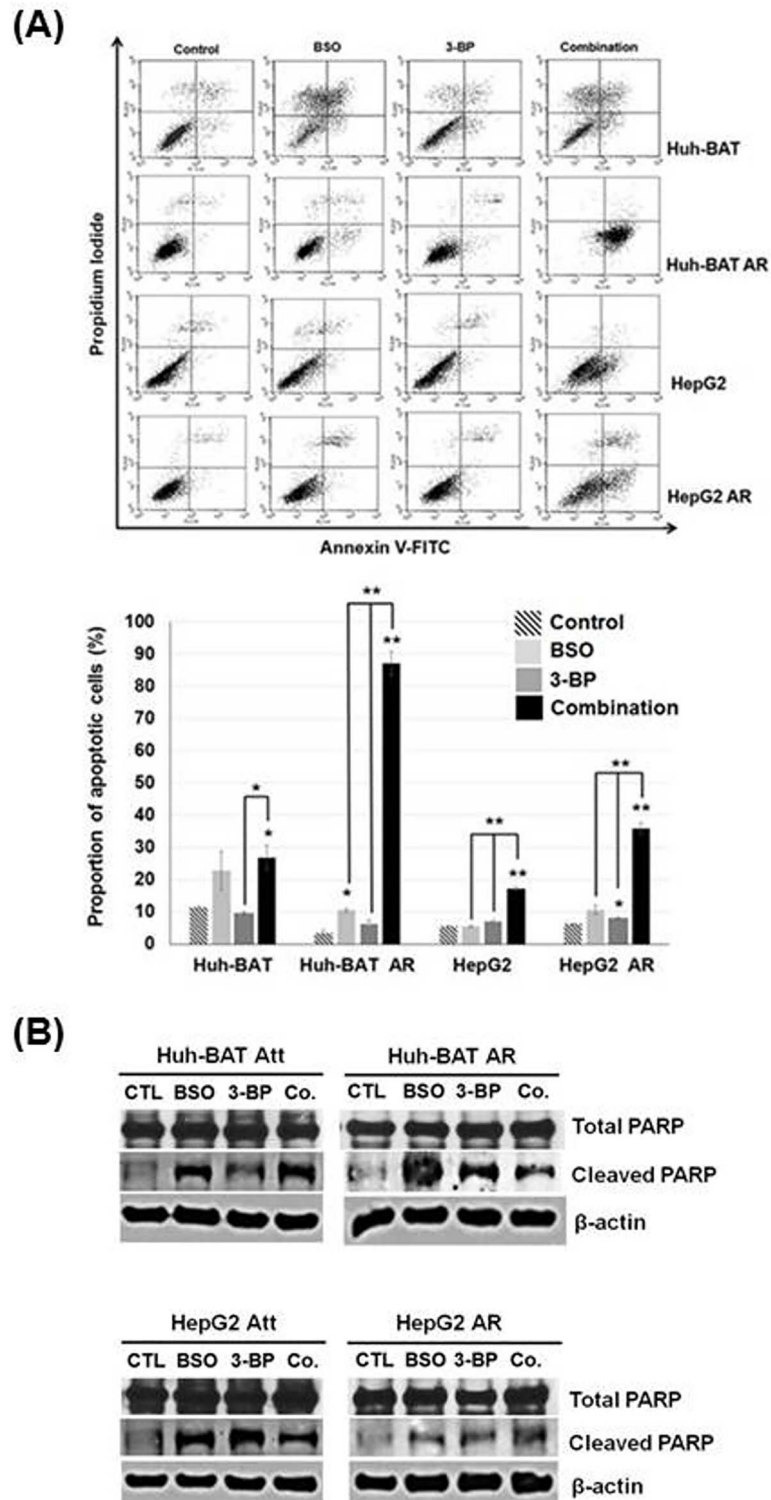 (A)
Control BSO 3-BP Combination
Huh-BAT
Huh-BAT AR
HepG2
HepG2 AR
Propidium Iodide
Annexin V-FITC
Proportion of apoptotic cells (%)
100
90
80
70
60
50
40
30
20
10
0
** ** * * * ** ** ** ** *
Control
BSO
3-BP
Combination
Huh-BAT Huh-BAT AR HepG2 HepG2 AR
(B)
Huh-BAT Att Huh-BAT AR
CTL BSO 3-BP Co. CTL BSO 3-BP Co.
Total PARP
Cleaved PARP
β-actin
HepG2 Att HepG2 AR
CTL BSO 3-BP Co. CTL BSO 3-BP Co.
Total PARP
Cleaved PARP
β-actin